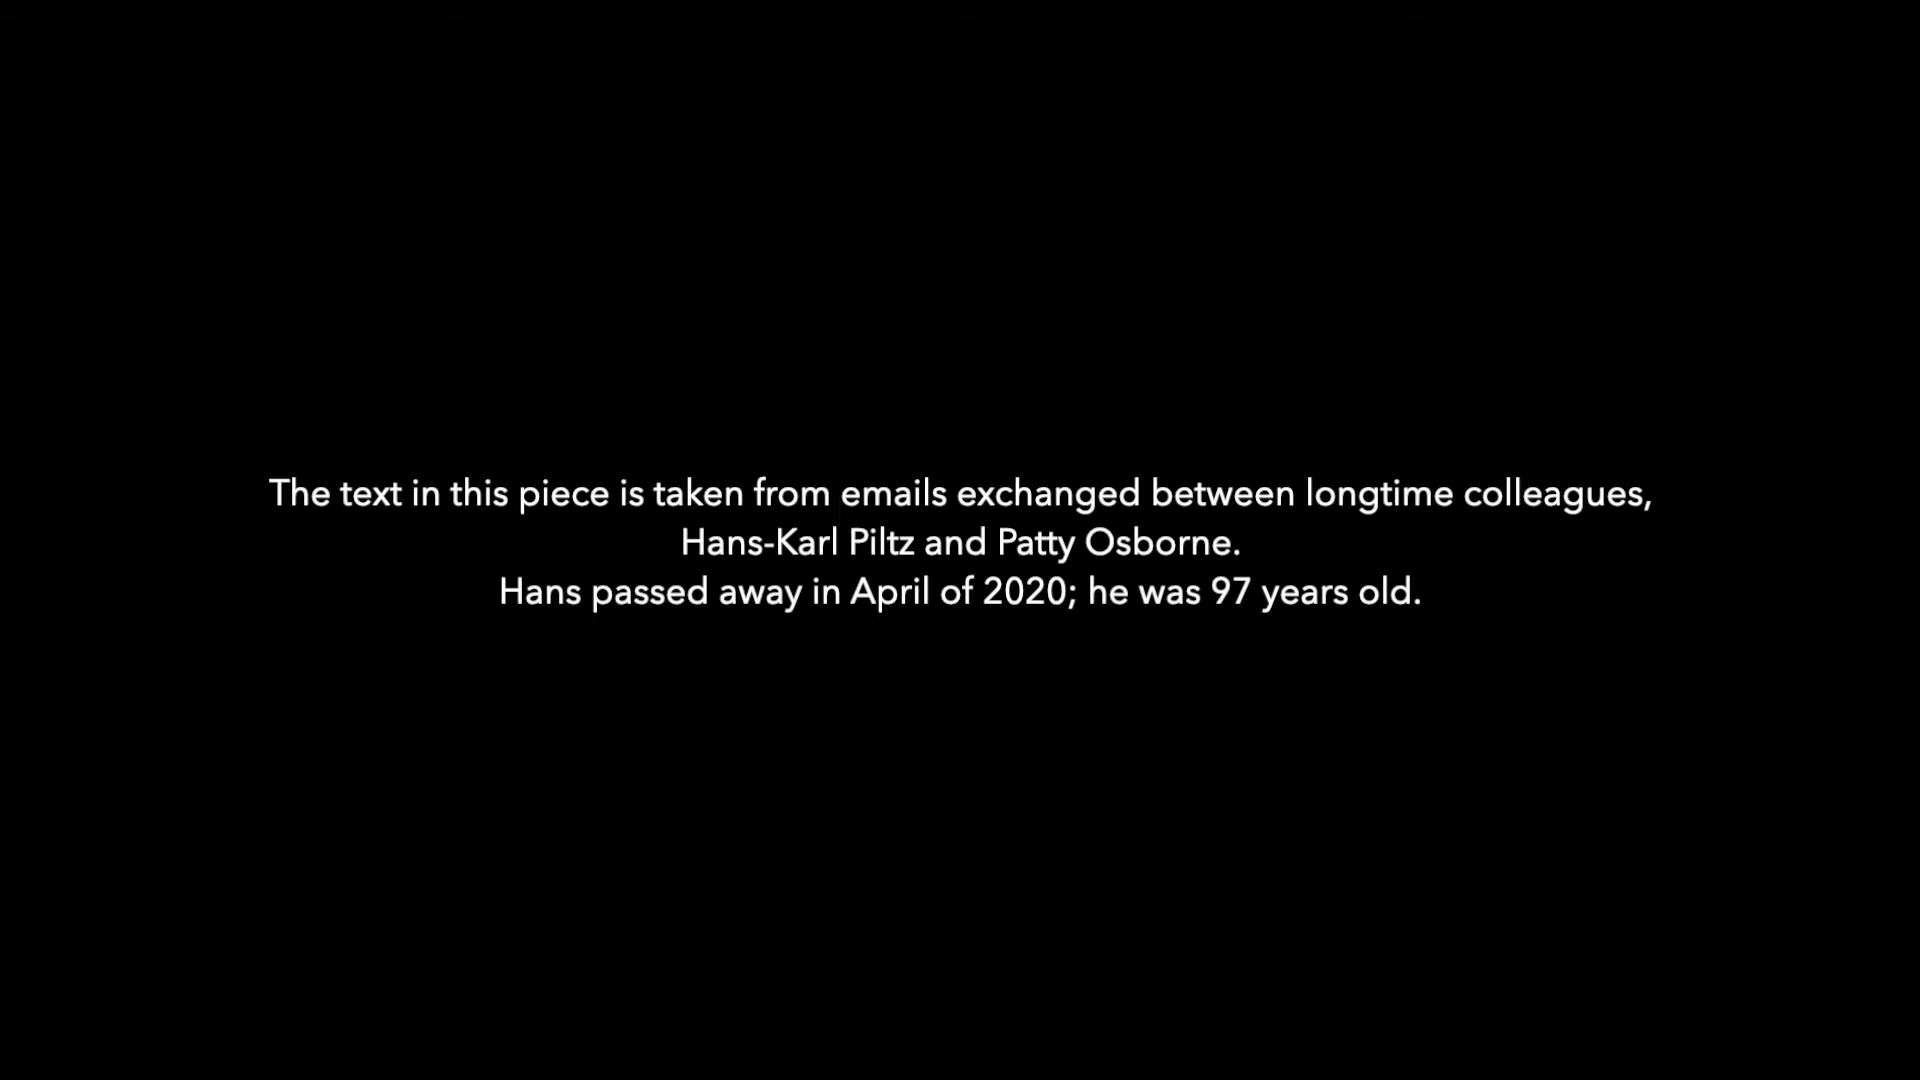 The text in this piece is taken from emails exchanged between longtime colleagues,
Hans-Karl Piltz and Patty Osborne.
Hans passed away in April of 2020; he was 97 years old.